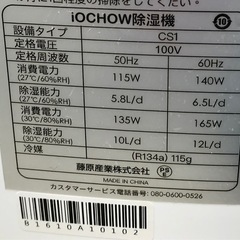 iOCHOW除湿機
10
設備タイプ CS1
定格電圧 100V
定格周波数 50Hz 60Hz
消費電力 115W 140W
(27℃/60%RH)
除湿能力 5.8L/d 6.5L/d
(27℃/60%RH)
消費電力 135W 165W
(30℃/80%RH)
除湿能力 10L/d 12L/d
(30℃/80%RH)
冷媒 (R134a) 115g
藤原産業株式会社 PSE
MADE IN CHINA
カスタマーサービス電話番号: 080-0600-0526
B1610A10102